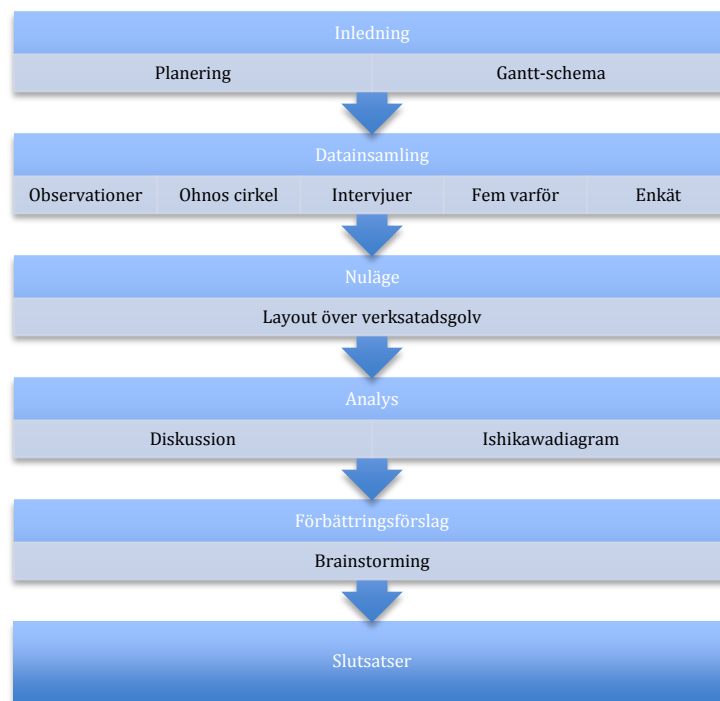 Inledning
Planering Gantt-schema
Datainsamling
Observationer Ohnos cirkel Intervjuer Fem varför Enkät
Nuläge
Layout över verksatadsgolv
Analys
Diskussion Ishikawadiagram
Förbättringsförslag
Brainstorming
Slutsatser